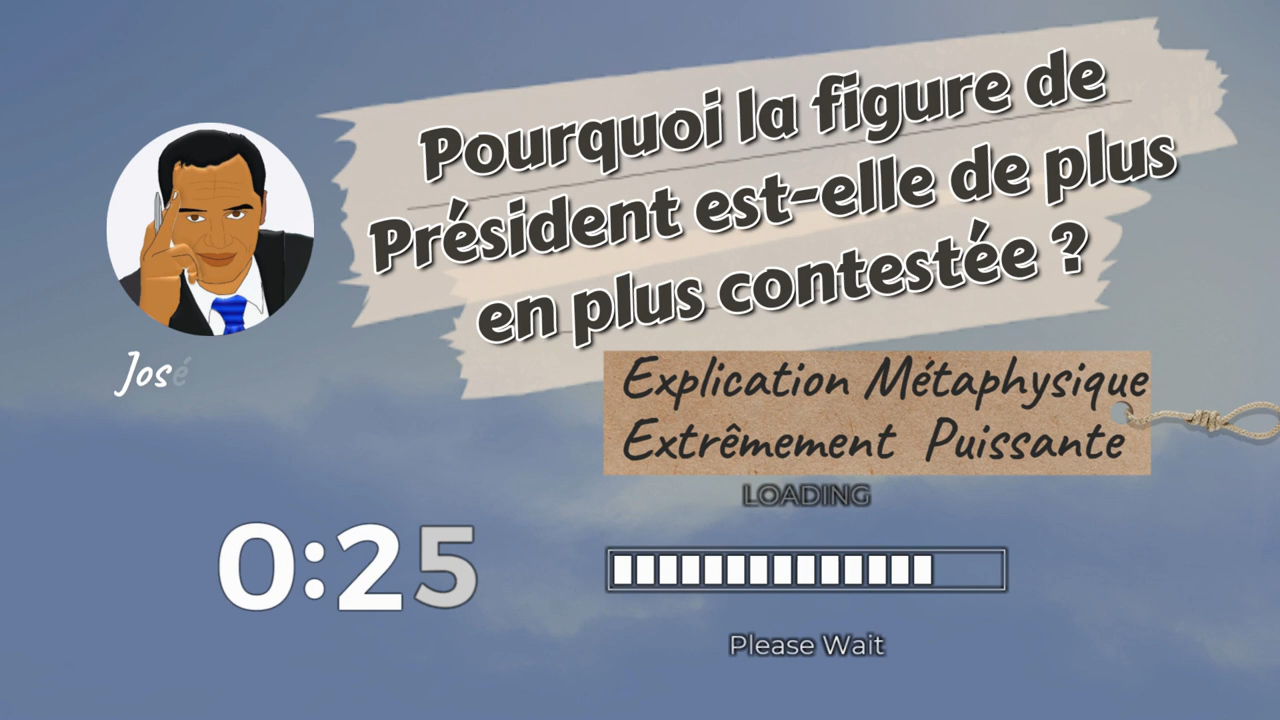 Pourquoi la figure de
Président est-elle de plus
en plus contestée ?
José
Explication Métaphysique
Extrêmement Puissante
LOADING
0:25
Please Wait